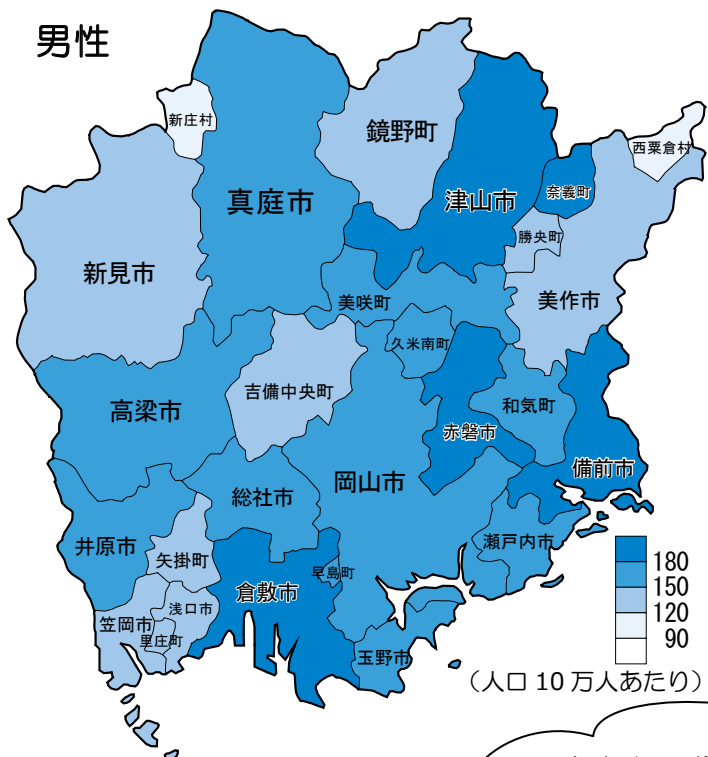 男性
新庄村
鏡野町
西粟倉村
真庭市
津山市
奈義町
勝央町
新見市
美咲町
美作市
久米南町
吉備中央町
高梁市
和気町
赤磐市
備前市
岡山市
総社市
瀬戸内市
井原市
矢掛町
早島町
倉敷市
浅口市
笠岡市
里庄町
玉野市
180
150
120
90
（人口 10 万人あたり）